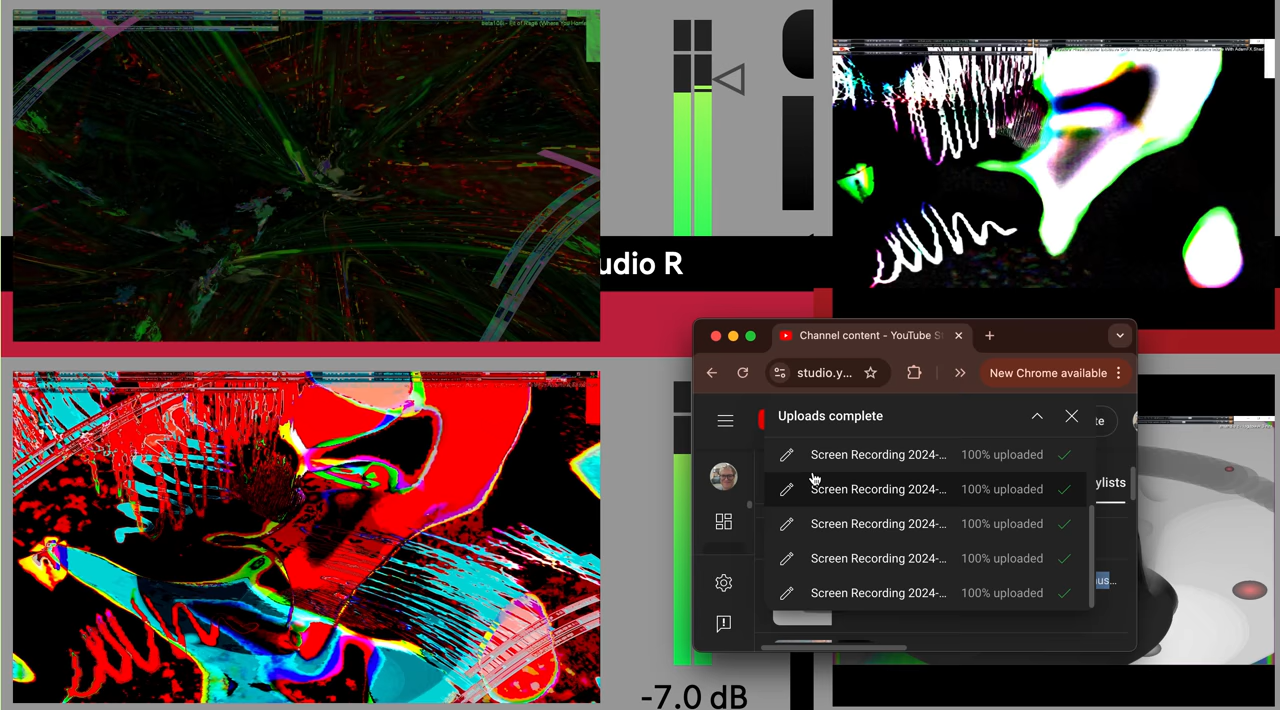 udio R
Channel content - YouTube S
studio.y...
New Chrome available
Uploads complete
te
Screen Recording 2024-... 100% uploaded
Screen Recording 2024-... 100% uploaded
ylists
Screen Recording 2024-... 100% uploaded
Screen Recording 2024-... 100% uploaded
us...
Screen Recording 2024-... 100% uploaded
-7.0 dB